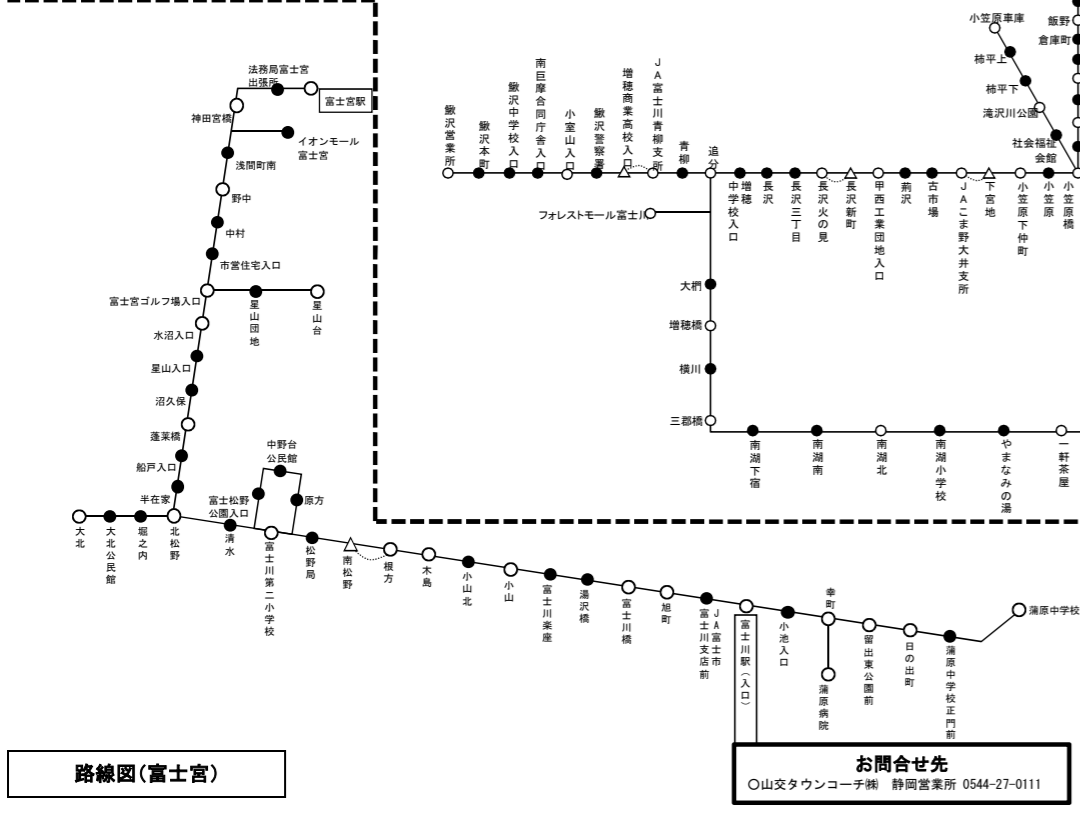 法務局富士宮
出張所
富士宮駅
神田宮橋
イオンモール
富士宮
浅間町南
野中
中村
市営住宅入口
富士宮ゴルフ場入口
星山団地
星山台
水沼入口
星山入口
沼久保
蓬莱橋
船戸入口
半在家
中野台
公民館
富士松野
公園入口
原方
大北
大北公民館
堀之内
北松野
清水
富士川第二小学校
松野局
南松野
根方
木島
小山北
小山
富士川楽座
湯沢橋
富士川橋
旭町
JA富士市
富士川支店前
富士川駅(入口)
小池入口
幸町
蒲原病院
留出東公園前
日の出町
蒲原中学校正門前
蒲原中学校
鰍沢営業所
鰍沢本町
鰍沢中学校入口
南巨摩合同庁舎入口
小室山入口
鰍沢警察署
増穂商業高校入口
JA富士川青柳支所
青柳
追分
増穂
中学校入口
長沢
長沢三丁目
長沢火の見
長沢新町
甲西工業団地入口
荊沢
古市場
JAこま野大井支所
下宮地
小笠原下仲町
小笠原
小笠原橋
小笠原車庫
柿平上
柿平下
滝沢川公園
社会福祉
会館
飯野
倉庫町
フォレストモール富士川
大椚
増穂橋
横川
三郡橋
南湖下宿
南湖南
南湖北
南湖小学校
やまなみの湯
一軒茶屋
路線図(富士宮)
お問合せ先
○山交タウンコーチ㈱ 静岡営業所 0544-27-0111